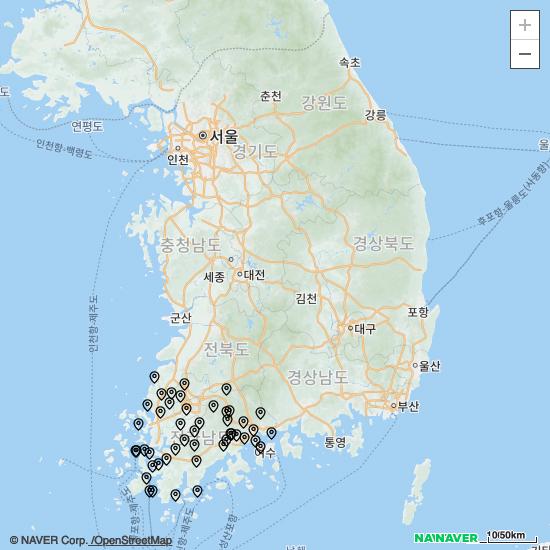 속초
춘천
강원도
강릉
도
연평도
서울
경기도
인천
인천항-백령도
울
후포항-울릉도(사동항)
충청남도
경상북도
세종
대전
김천
인천항-제주도
군산
포항
대구
전북도
울산
경상남도
부산
통영
여수
10/50km
© NAVER Corp. /OpenStreetMap
NAVER